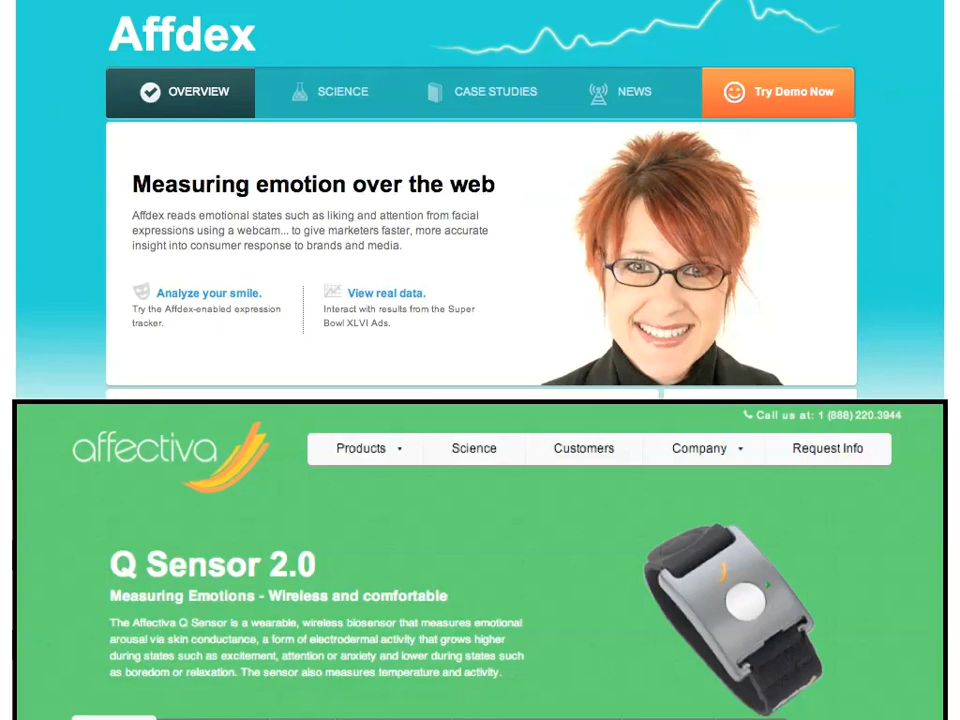 Affdex
OVERVIEW
SCIENCE
CASE STUDIES
NEWS
Try Demo Now
Measuring emotion over the web
Affdex reads emotional states such as liking and attention from facial
expressions using a webcam... to give marketers faster, more accurate
insight into consumer response to brands and media.
Analyze your smile.
Try the Affdex-enabled expression
tracker.
View real data.
Interact with results from the Super
Bowl XLVI Ads.
Call us at: 1 (888) 220.3944
affectiva
Products
Science
Customers
Company
Request Info
Q Sensor 2.0
Measuring Emotions - Wireless and comfortable
The Affectiva Q Sensor is a wearable, wireless biosensor that measures emotional
arousal via skin conductance, a form of electrodermal activity that grows higher
during states such as excitement, attention or anxiety and lower during states such
as boredom or relaxation. The sensor also measures temperature and activity.